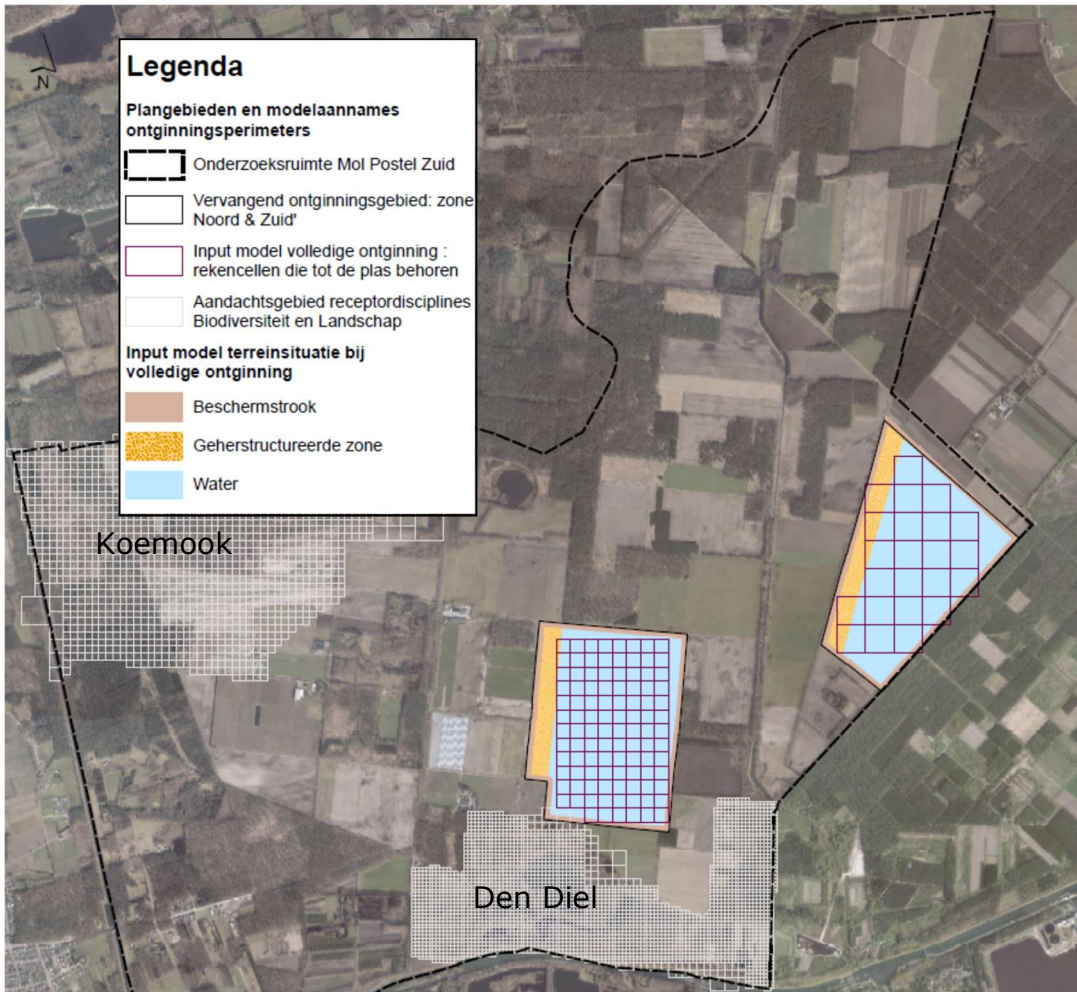 N
Legenda
Plangebieden en modelaannames
ontginningsperimeters
Onderzoeksruimte Mol Postel Zuid
Vervangend ontginningsgebied: zone
Noord & Zuid'
Input model volledige ontginning :
rekencellen die tot de plas behoren
Aandachtsgebied receptordisciplines
Biodiversiteit en Landschap
Input model terreinsituatie bij
volledige ontginning
Beschermstrook
Geherstructureerde zone
Water
Koemook
Den Diel